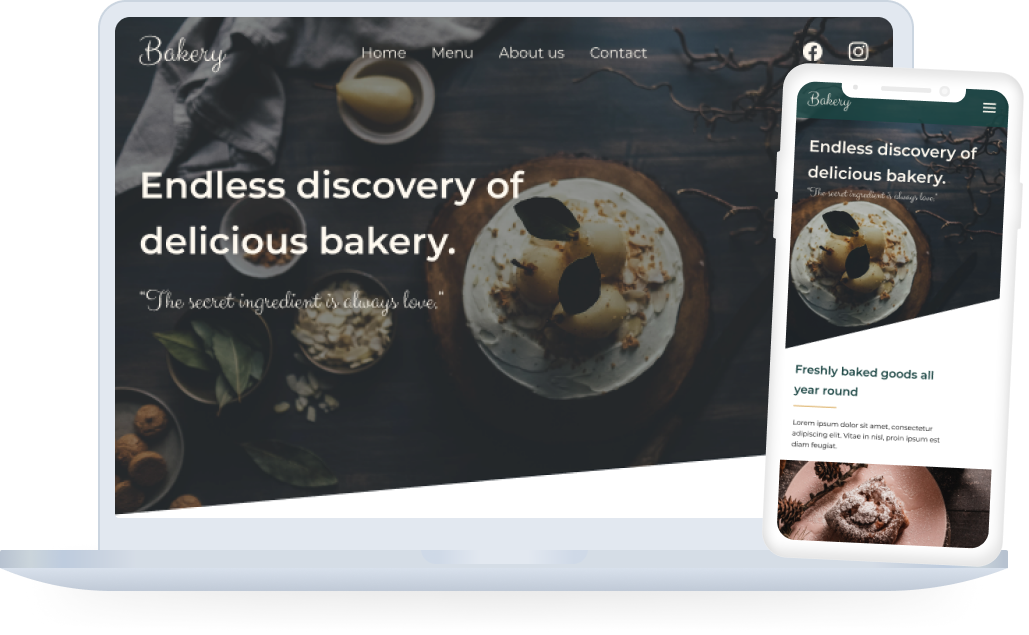 Bakery
Home Menu About us Contact
Endless discovery of
delicious bakery.
“The secret ingredient is always love.”
Bakery
Endless discovery of
delicious bakery.
“The secret ingredient is always love.”
Freshly baked goods all
year round
Lorem ipsum dolor sit amet, consectetur
adipiscing elit. Vitae in nisl, proin ipsum est
diam feugiat.